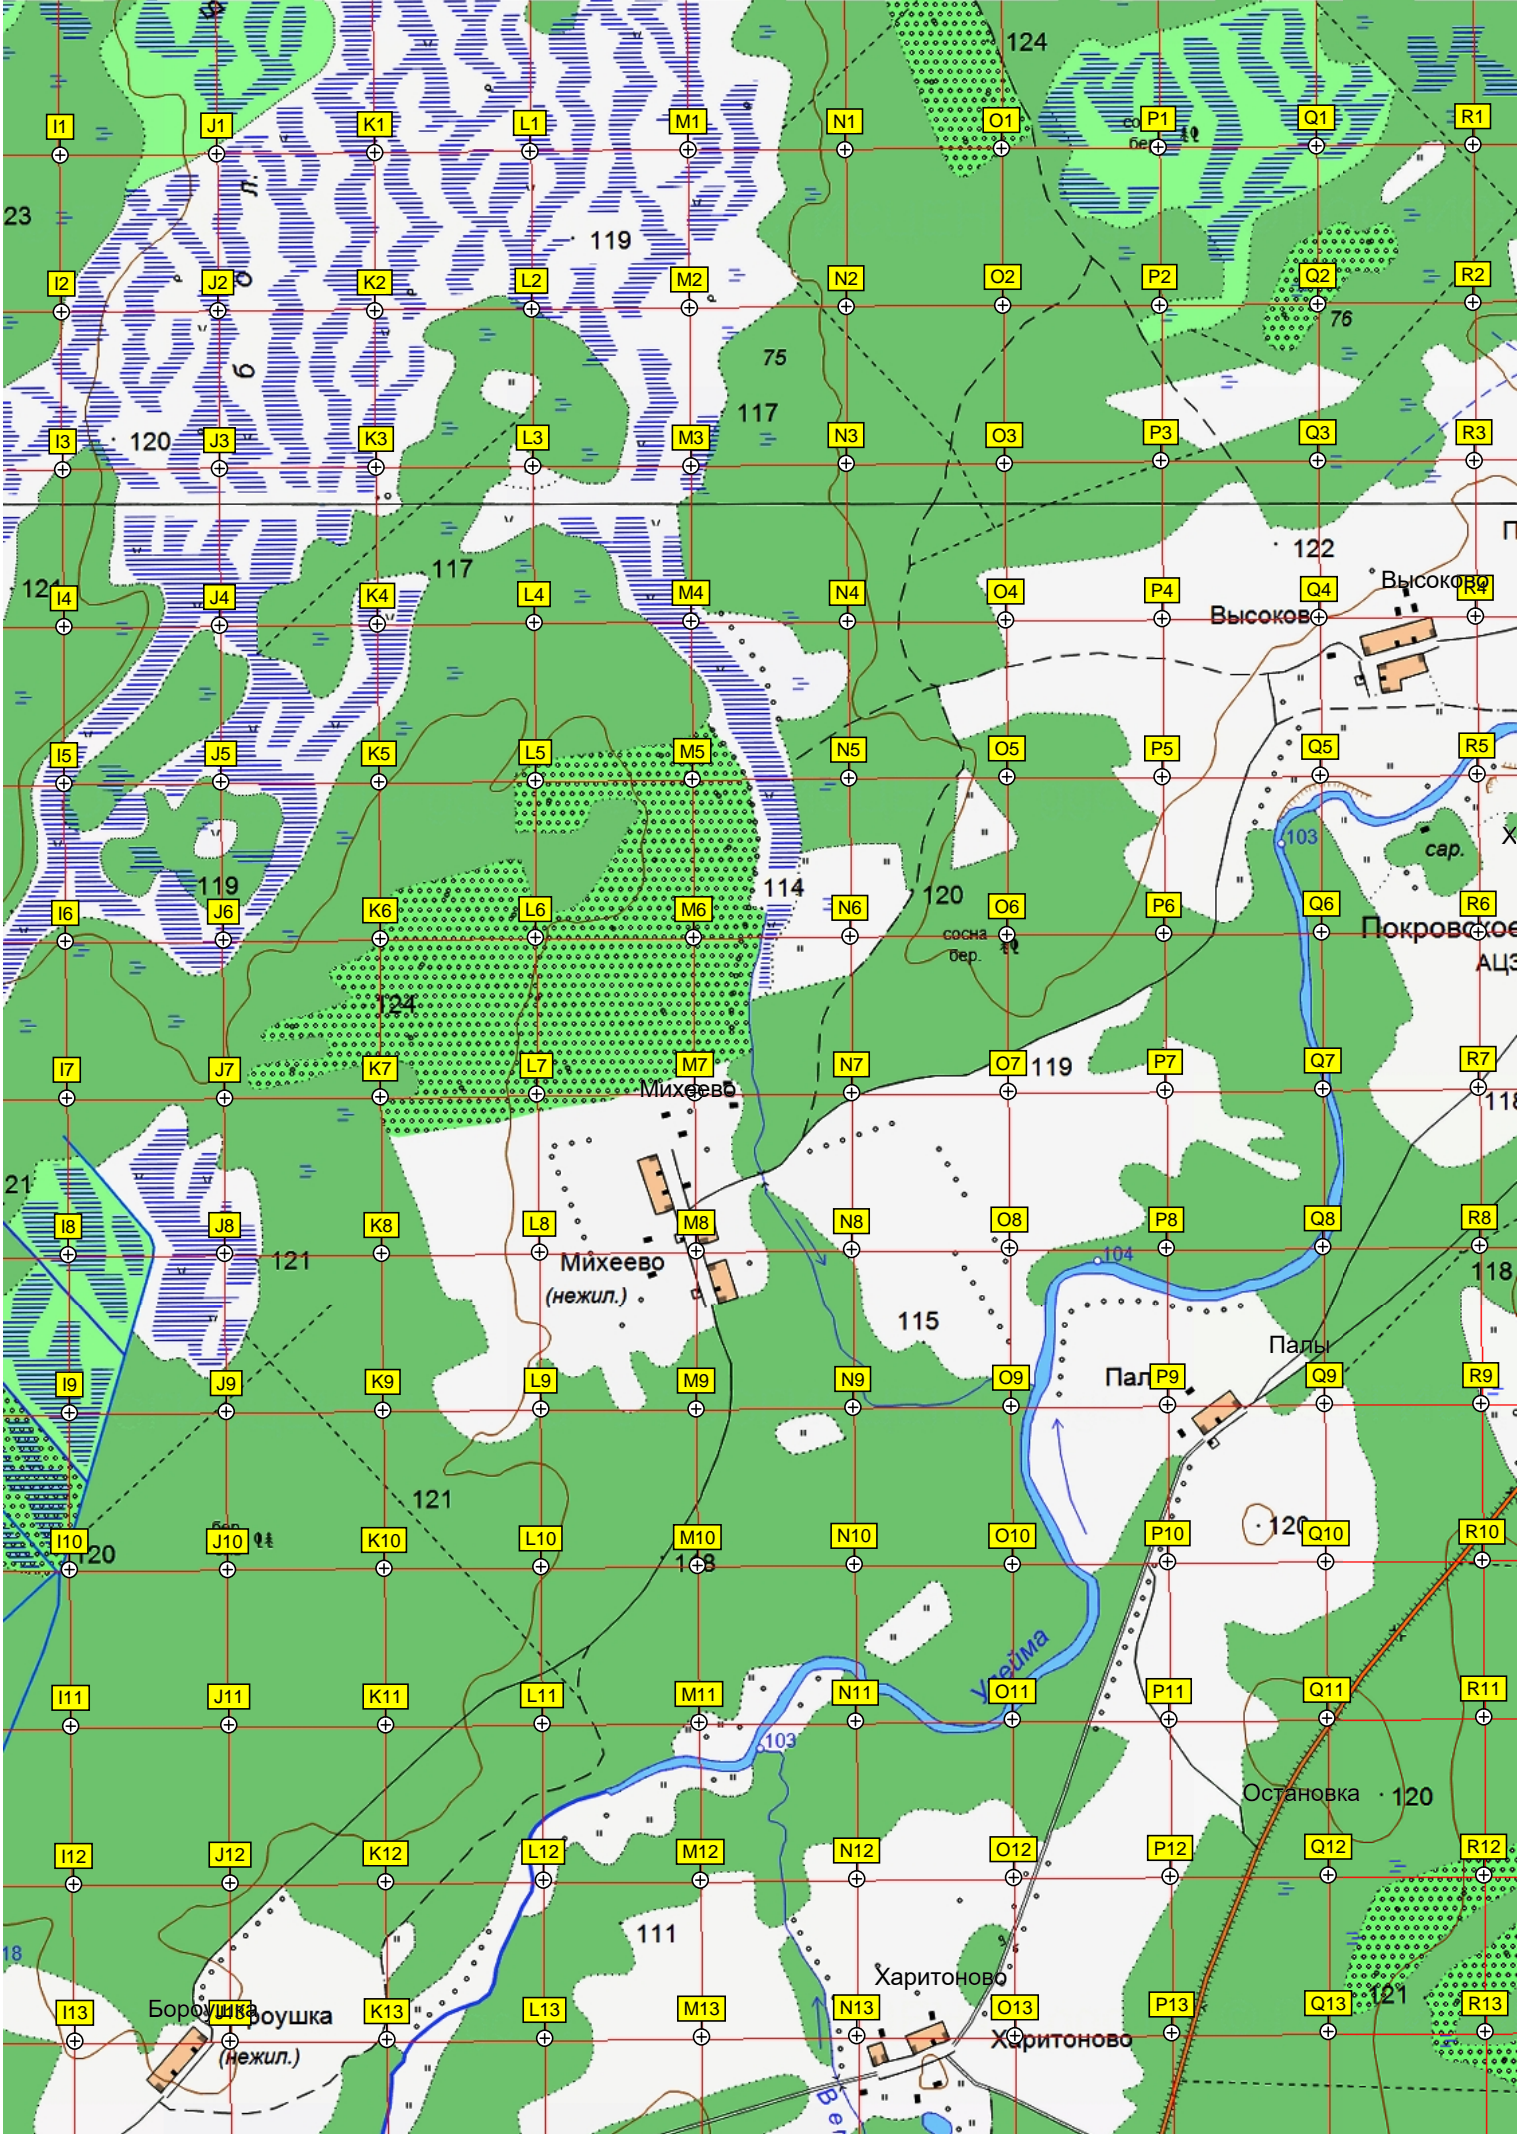 124
I1 J1 K1 L1 M1 N1 O1 P1 Q1 R1
23
л.
119
I2 J2 K2 L2 M2 N2 O2 P2 Q2 R2
о
76
75
б
117
I3 120 J3 K3 L3 M3 N3 O3 P3 Q3 R3
122
117
I4 J4 K4 L4 M4 N4 O4 P4 Q4 Высоково R4
I5 J5 K5 L5 M5 N5 O5 P5 Q5 R5
103
сар.
119
114
120
I6 J6 K6 L6 M6 N6 O6 P6 Q6 R6
сосна
бер.
124
I7 J7 K7 L7 M7 N7 O7 119 P7 Q7 R7
Михеево
118
21
I8 J8 K8 L8 M8 N8 O8 P8 Q8 R8
121
Михеево
(нежил.)
104
118
115
Палы
I9 J9 K9 L9 M9 N9 O9 P9 Q9 R9
121
I10 120 J10 K10 L10 M10 N10 O10 P10 120 Q10 R10
Улейма
I11 J11 K11 L11 M11 N11 O11 P11 Q11 R11
103
Остановка 120
I12 J12 K12 L12 M12 N12 O12 P12 Q12 R12
111
18
Харитоново
121
I13 Бороушка K13 L13 M13 N13 O13 P13 Q13 R13
(нежил.)
Харитоново